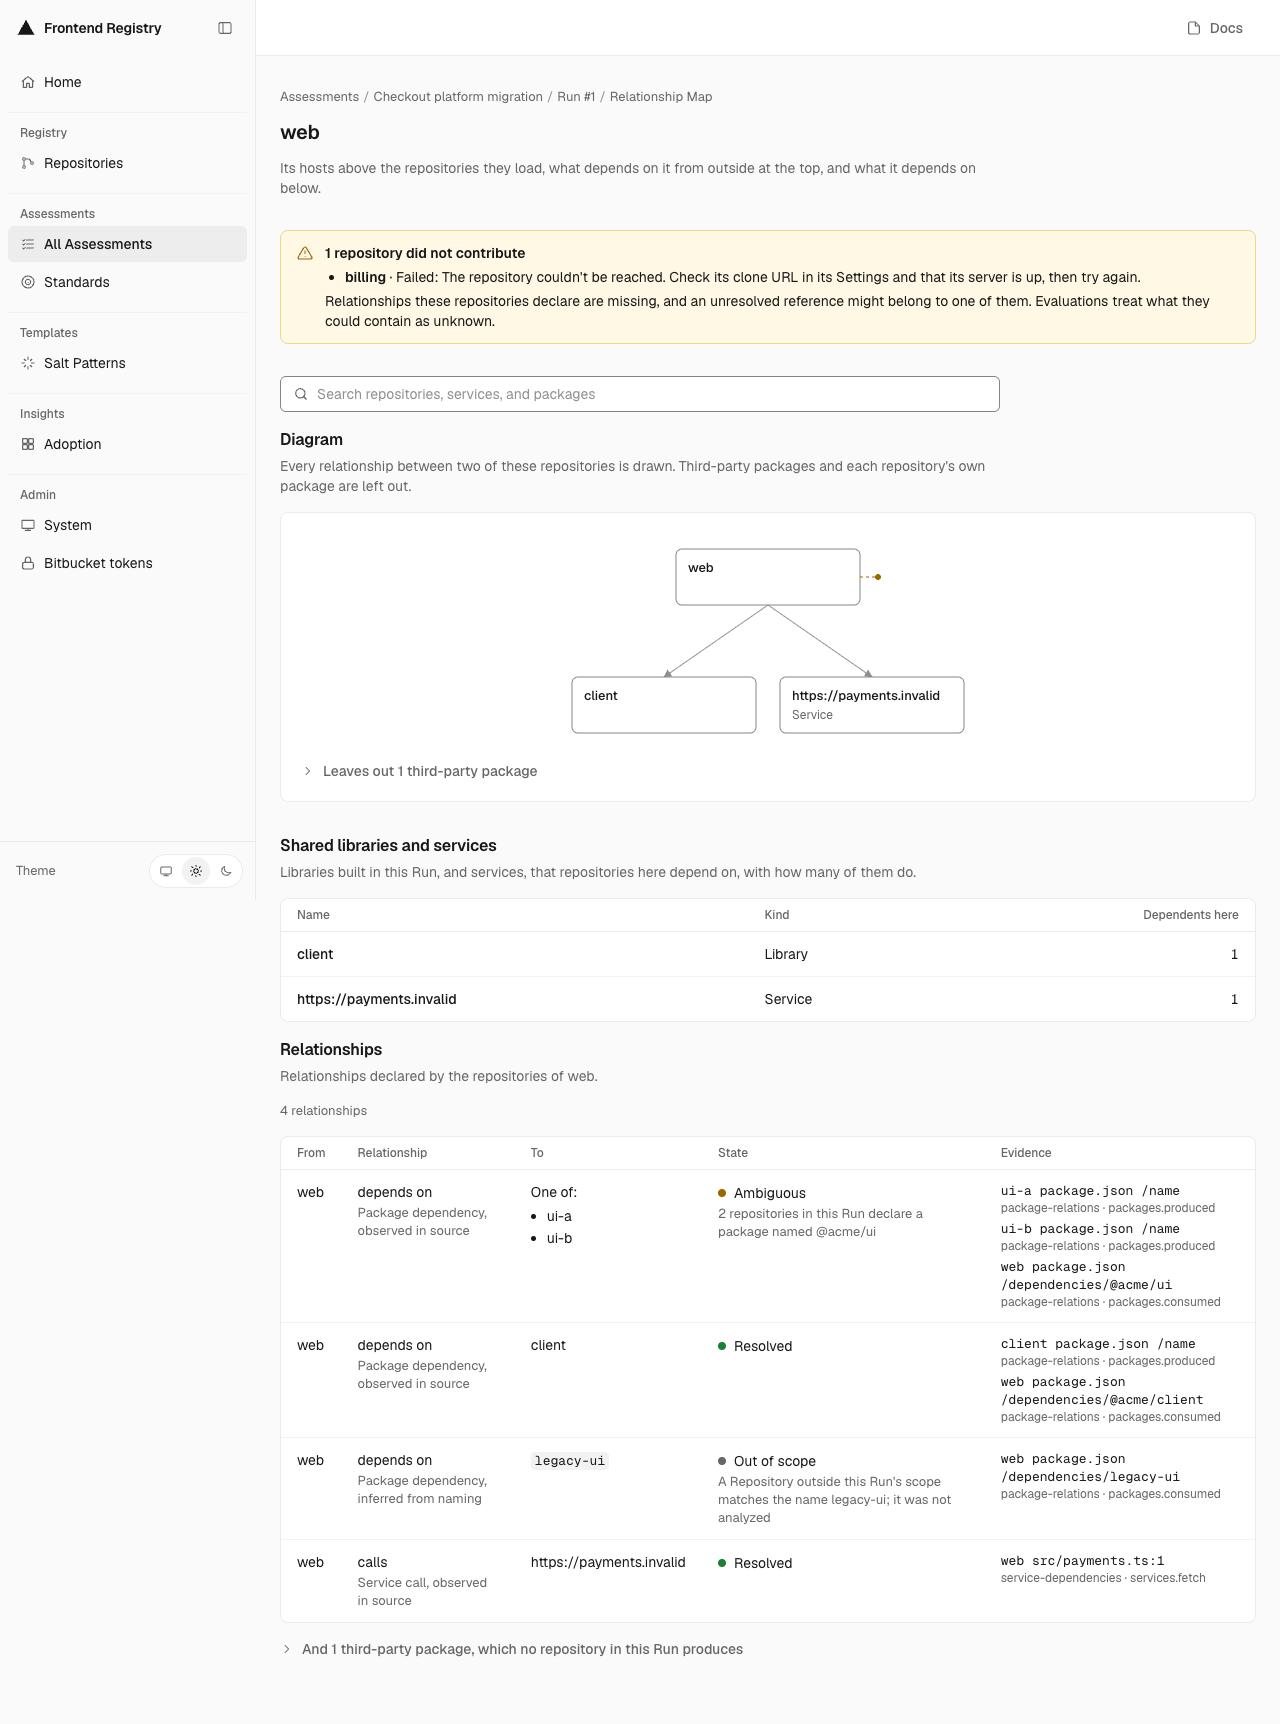 Frontend Registry
Docs
Home
Registry
Repositories
Assessments
All Assessments
Standards
Templates
Salt Patterns
Insights
Adoption
Admin
System
Bitbucket tokens
Theme
Assessments / Checkout platform migration / Run #1 / Relationship Map
web
Its hosts above the repositories they load, what depends on it from outside at the top, and what it depends on
below.
1 repository did not contribute
billing · Failed: The repository couldn't be reached. Check its clone URL in its Settings and that its server is up, then try again.
Relationships these repositories declare are missing, and an unresolved reference might belong to one of them. Evaluations treat what they
could contain as unknown.
Search repositories, services, and packages
Diagram
Every relationship between two of these repositories is drawn. Third-party packages and each repository's own
package are left out.
web
client
https://payments.invalid
Service
Leaves out 1 third-party package
Shared libraries and services
Libraries built in this Run, and services, that repositories here depend on, with how many of them do.
Name Kind Dependents here
client Library 1
https://payments.invalid Service 1
Relationships
Relationships declared by the repositories of web.
4 relationships
From Relationship To State Evidence
web
depends on
Package dependency,
observed in source
One of:
ui-a
ui-b
Ambiguous
2 repositories in this Run declare a
package named @acme/ui
ui-a package.json /name
package-relations · packages.produced
ui-b package.json /name
package-relations · packages.produced
web package.json
/dependencies/@acme/ui
package-relations · packages.consumed
web
depends on
Package dependency,
observed in source
client
Resolved
client package.json /name
package-relations · packages.produced
web package.json
/dependencies/@acme/client
package-relations · packages.consumed
web
depends on
Package dependency,
inferred from naming
legacy-ui
Out of scope
A Repository outside this Run's scope
matches the name legacy-ui; it was not
analyzed
web package.json
/dependencies/legacy-ui
package-relations · packages.consumed
web
calls
Service call, observed
in source
https://payments.invalid
Resolved
web src/payments.ts:1
service-dependencies · services.fetch
And 1 third-party package, which no repository in this Run produces